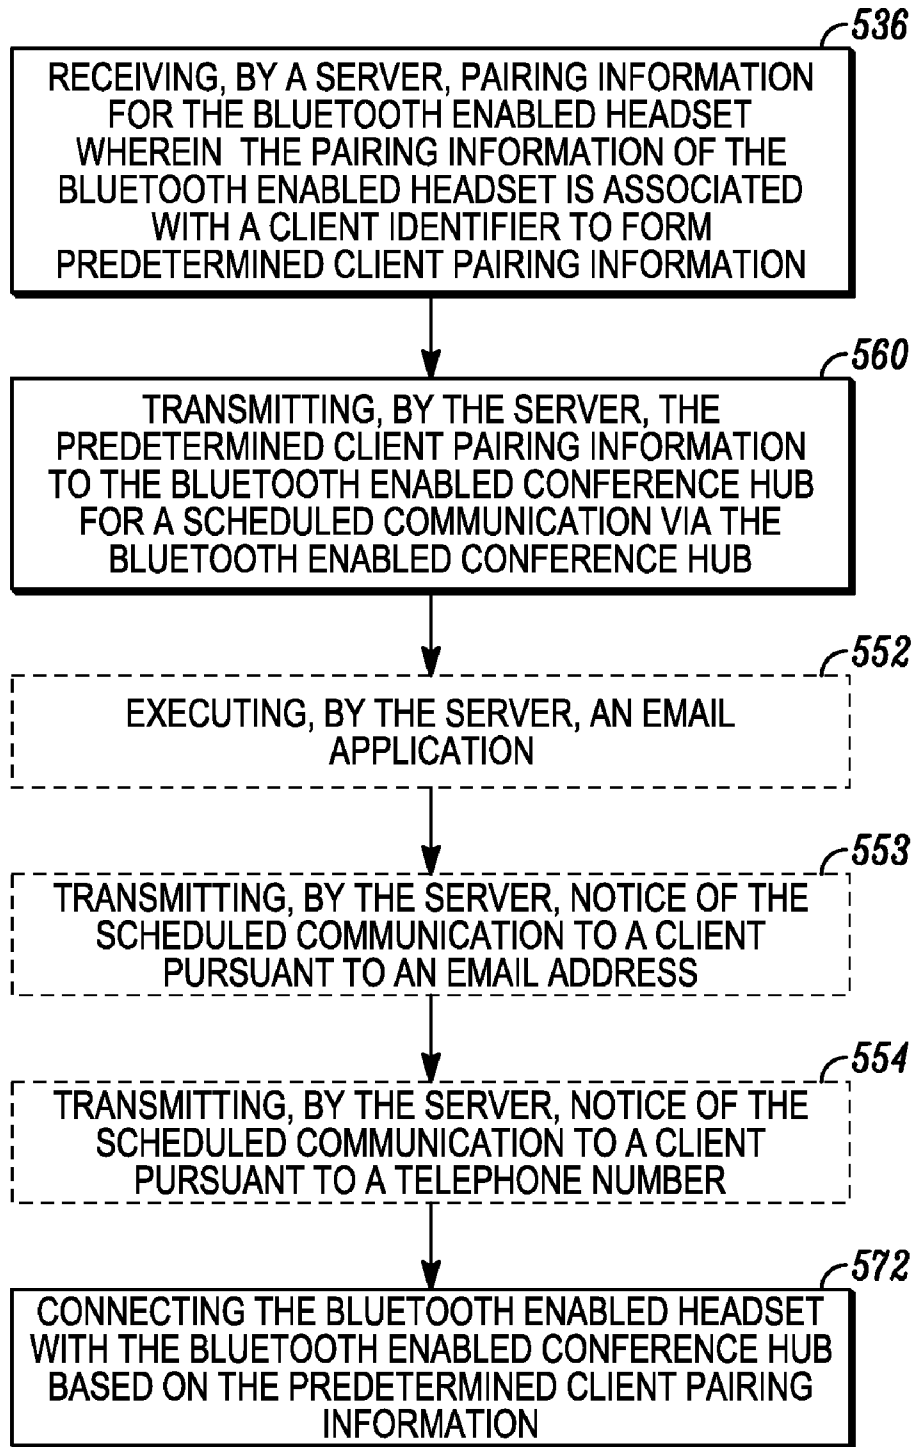 536
RECEIVING, BY A SERVER, PAIRING INFORMATION
FOR THE BLUETOOTH ENABLED HEADSET
WHEREIN THE PAIRING INFORMATION OF THE
BLUETOOTH ENABLED HEADSET IS ASSOCIATED
WITH A CLIENT IDENTIFIER TO FORM
PREDETERMINED CLIENT PAIRING INFORMATION
560
TRANSMITTING, BY THE SERVER, THE
PREDETERMINED CLIENT PAIRING INFORMATION
TO THE BLUETOOTH ENABLED CONFERENCE HUB
FOR A SCHEDULED COMMUNICATION VIA THE
BLUETOOTH ENABLED CONFERENCE HUB
552
EXECUTING, BY THE SERVER, AN EMAIL
APPLICATION
553
TRANSMITTING, BY THE SERVER, NOTICE OF THE
SCHEDULED COMMUNICATION TO A CLIENT
PURSUANT TO AN EMAIL ADDRESS
554
TRANSMITTING, BY THE SERVER, NOTICE OF THE
SCHEDULED COMMUNICATION TO A CLIENT
PURSUANT TO A TELEPHONE NUMBER
572
CONNECTING THE BLUETOOTH ENABLED HEADSET
WITH THE BLUETOOTH ENABLED CONFERENCE HUB
BASED ON THE PREDETERMINED CLIENT PAIRING
INFORMATION